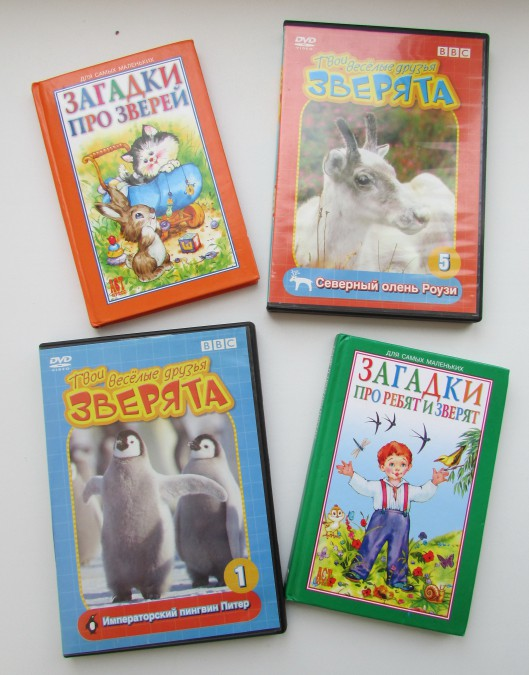 ДЛЯ САМЫХ МАЛЕНЬКИХ
ЗАГАДКИ
ПРО ЗВЕРЕЙ
DVD
BBC
Твои весёлые друзья
ЗВЕРЯТА
5
Северный олень Роузи
DVD
BBC
Твои весёлые друзья
ЗВЕРЯТА
1
Императорский пингвин Питер
ДЛЯ САМЫХ МАЛЕНЬКИХ
ЗАГАДКИ
ПРО РЕБЯТ И ЗВЕРЯТ